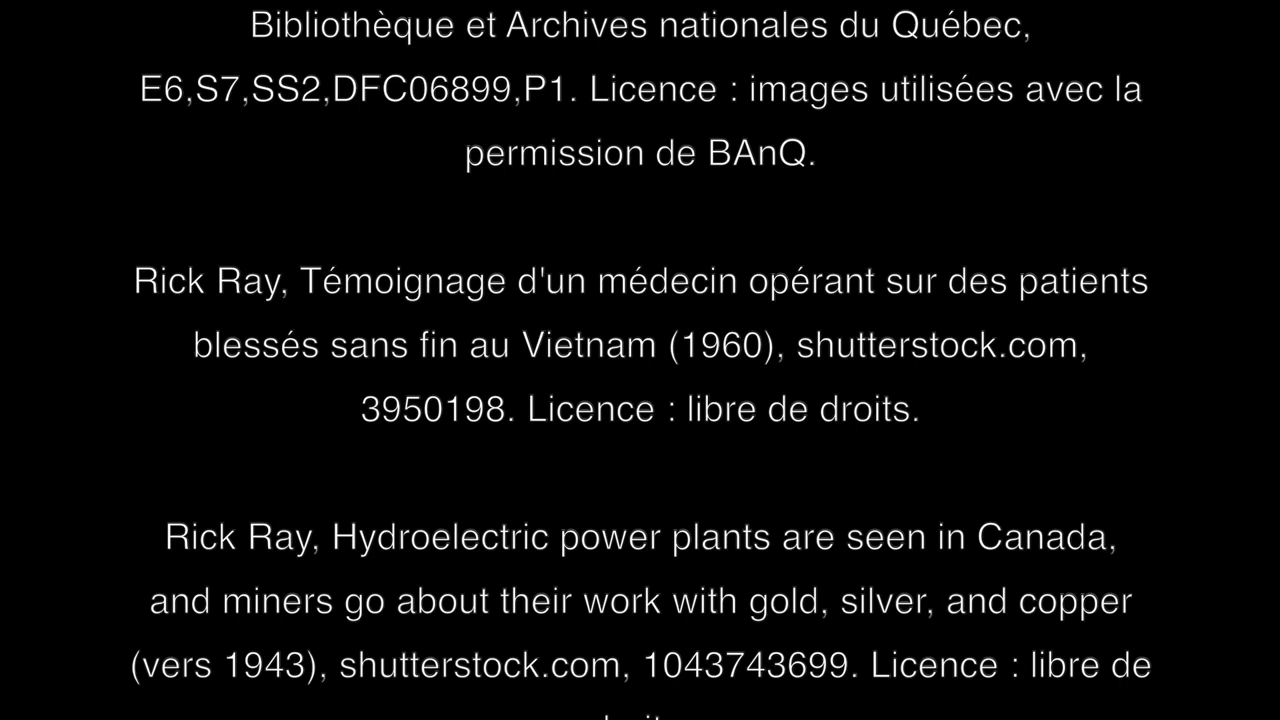 Bibliothèque et Archives nationales du Québec,
E6,S7,SS2,DFC06899,P1. Licence : images utilisées avec la
permission de BAnQ.
Rick Ray, Témoignage d'un médecin opérant sur des patients
blessés sans fin au Vietnam (1960), shutterstock.com,
3950198. Licence : libre de droits.
Rick Ray, Hydroelectric power plants are seen in Canada,
and miners go about their work with gold, silver, and copper
(vers 1943), shutterstock.com, 1043743699. Licence : libre de